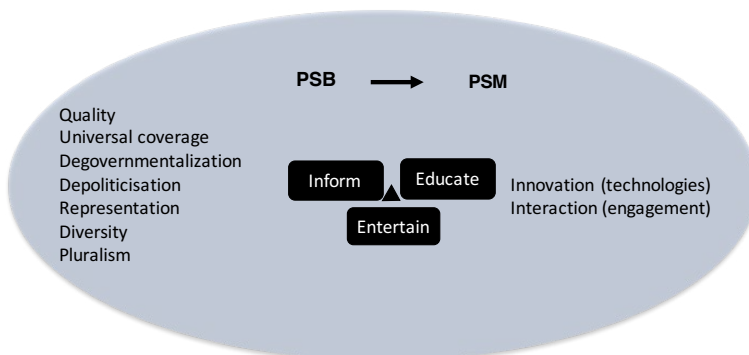 PSB
PSM
Quality
Universal coverage
Degovernmentalization
Depoliticisation
Representation
Diversity
Pluralism
Inform
Educate
Entertain
Innovation (technologies)
Interaction (engagement)